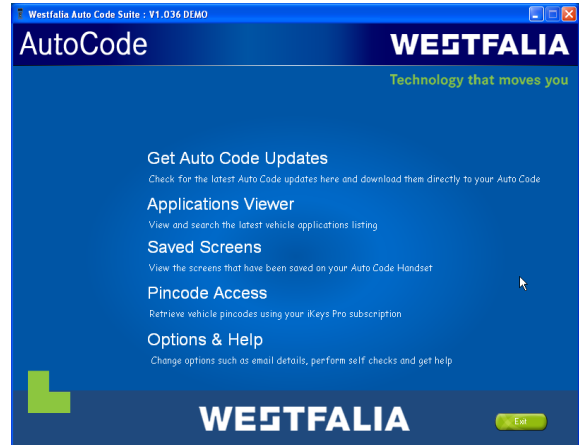 Westfalia Auto Code Suite : V1.036 DEMO
AutoCode WESTFALIA
Technology that moves you
Get Auto Code Updates
Check for the latest Auto Code updates here and download them directly to your Auto Code
Applications Viewer
View and search the latest vehicle applications listing
Saved Screens
View the screens that have been saved on your Auto Code Handset
Pincode Access
Retrieve vehicle pincodes using your iKeys Pro subscription
Options & Help
Change options such as email details, perform self checks and get help
WESTFALIA
Exit